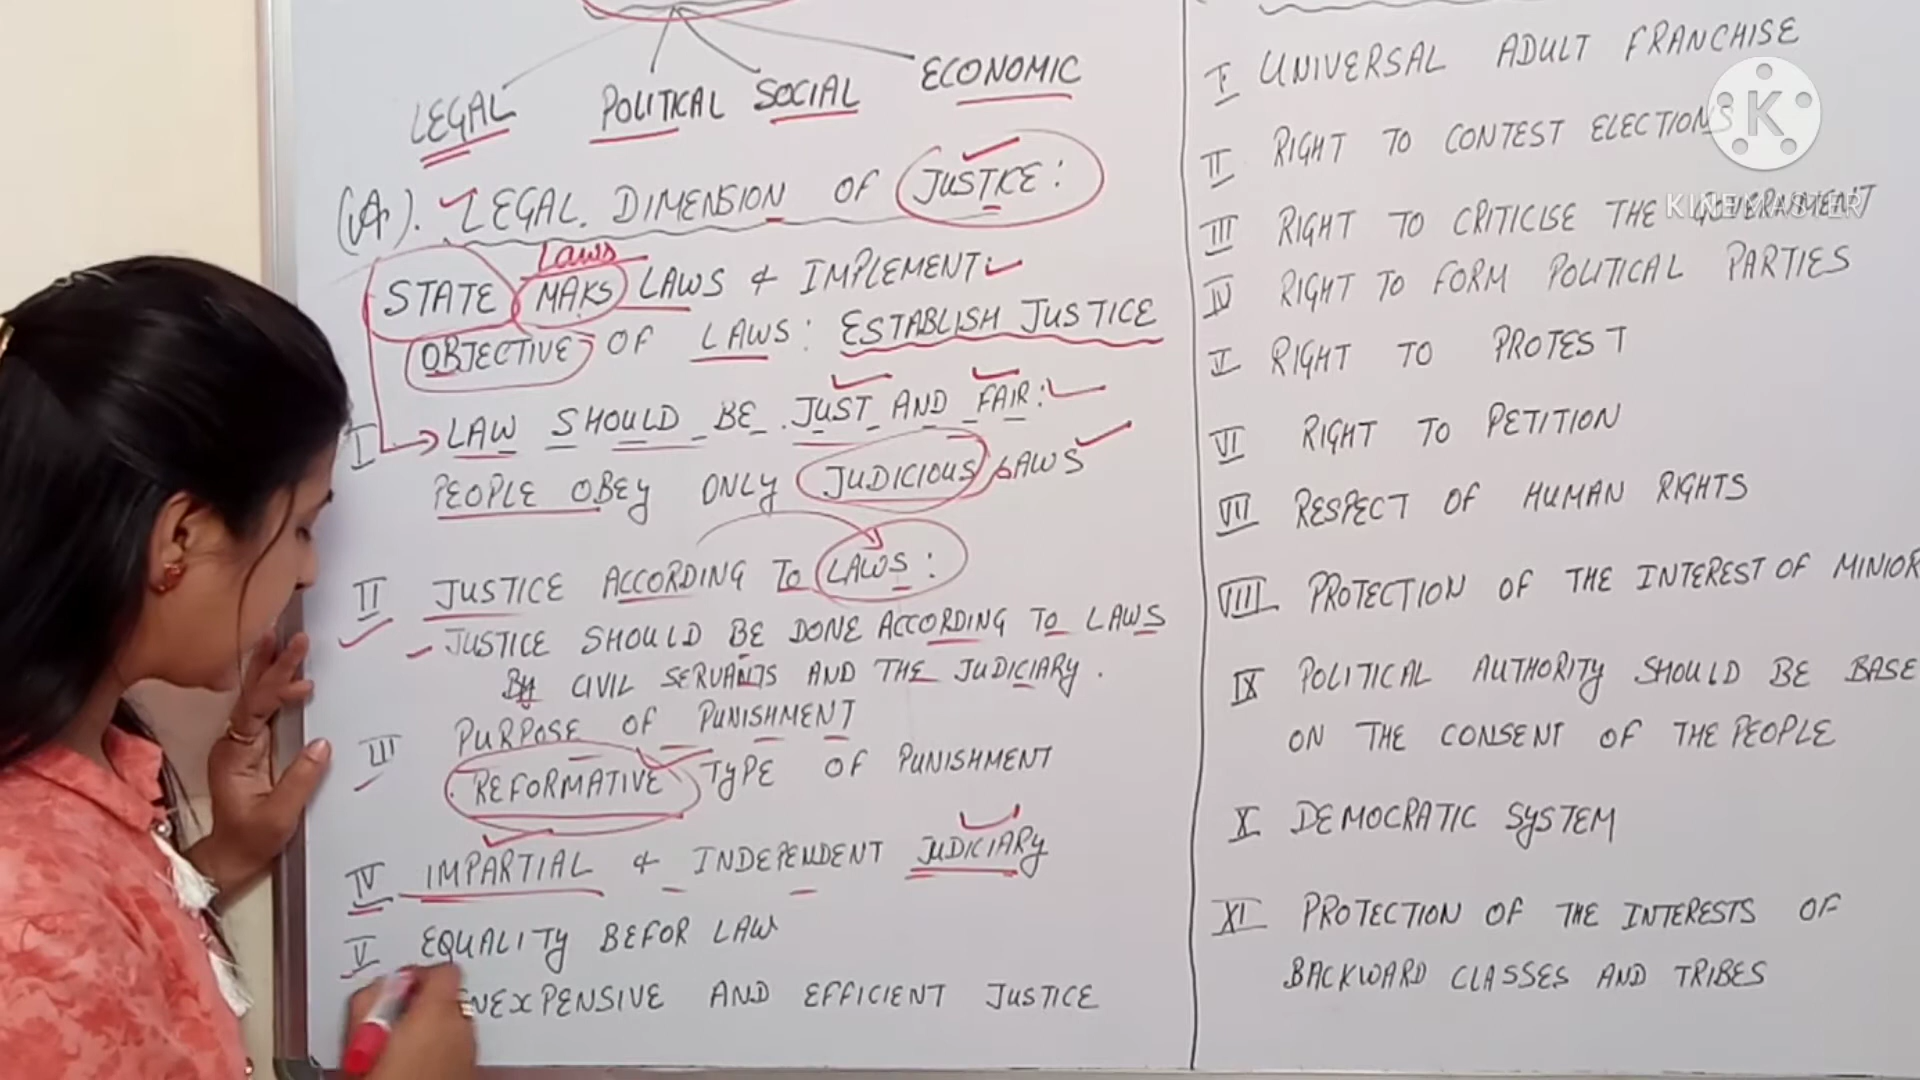 LEGAL POLITICAL SOCIAL ECONOMIC
(A). LEGAL DIMENSION OF JUSTICE:
Laws
STATE MAKS LAWS & IMPLEMENT
OBJECTIVE OF LAWS: ESTABLISH JUSTICE
I LAW SHOULD BE JUST AND FAIR:
PEOPLE OBEY ONLY JUDICIOUS LAWS
II JUSTICE ACCORDING TO LAWS:
JUSTICE SHOULD BE DONE ACCORDING TO LAWS
BY CIVIL SERVANTS AND THE JUDICIARY.
III PURPOSE OF PUNISHMENT
REFORMATIVE TYPE OF PUNISHMENT
IV IMPARTIAL & INDEPENDENT JUDICIARY
V EQUALITY BEFOR LAW
INEXPENSIVE AND EFFICIENT JUSTICE
I UNIVERSAL ADULT FRANCHISE
II RIGHT TO CONTEST ELECTIONS
III RIGHT TO CRITICISE THE GOVERNMENT
IV RIGHT TO FORM POLITICAL PARTIES
V RIGHT TO PROTEST
VI RIGHT TO PETITION
VII RESPECT OF HUMAN RIGHTS
VIII PROTECTION OF THE INTEREST OF MINIOR
IX POLITICAL AUTHORITY SHOULD BE BASE
ON THE CONSENT OF THE PEOPLE
X DEMOCRATIC SYSTEM
XI PROTECTION OF THE INTERESTS OF
BACKWARD CLASSES AND TRIBES
K
KINEMASTER